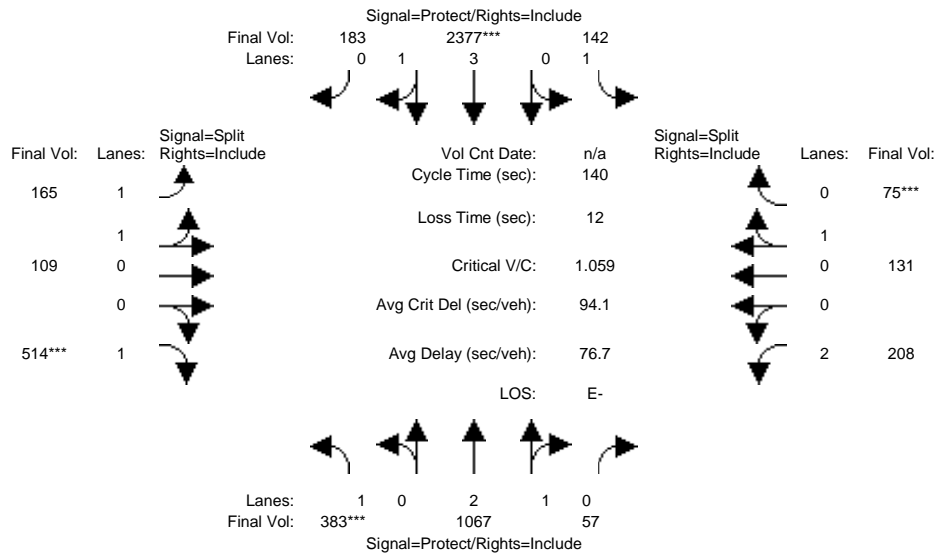 Signal=Protect/Rights=Include
Final Vol: 183 2377*** 142
Lanes: 0 1 3 0 1
Signal=Split
Rights=Include
Final Vol: Lanes:
165 1
1
109 0
0
514*** 1
Vol Cnt Date: n/a
Cycle Time (sec): 140
Loss Time (sec): 12
Critical V/C: 1.059
Avg Crit Del (sec/veh): 94.1
Avg Delay (sec/veh): 76.7
LOS: E-
Signal=Split
Rights=Include
Lanes: Final Vol:
0 75***
1
0 131
0
2 208
Lanes: 1 0 2 1 0
Final Vol: 383*** 1067 57
Signal=Protect/Rights=Include